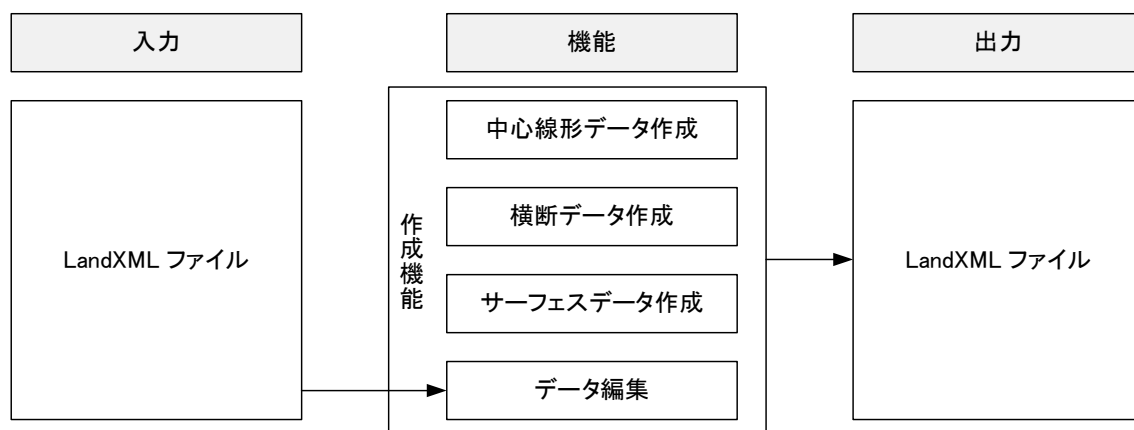 入力
機能
出力
LandXML ファイル
作成機能
中心線形データ作成
横断データ作成
サーフェスデータ作成
データ編集
LandXML ファイル